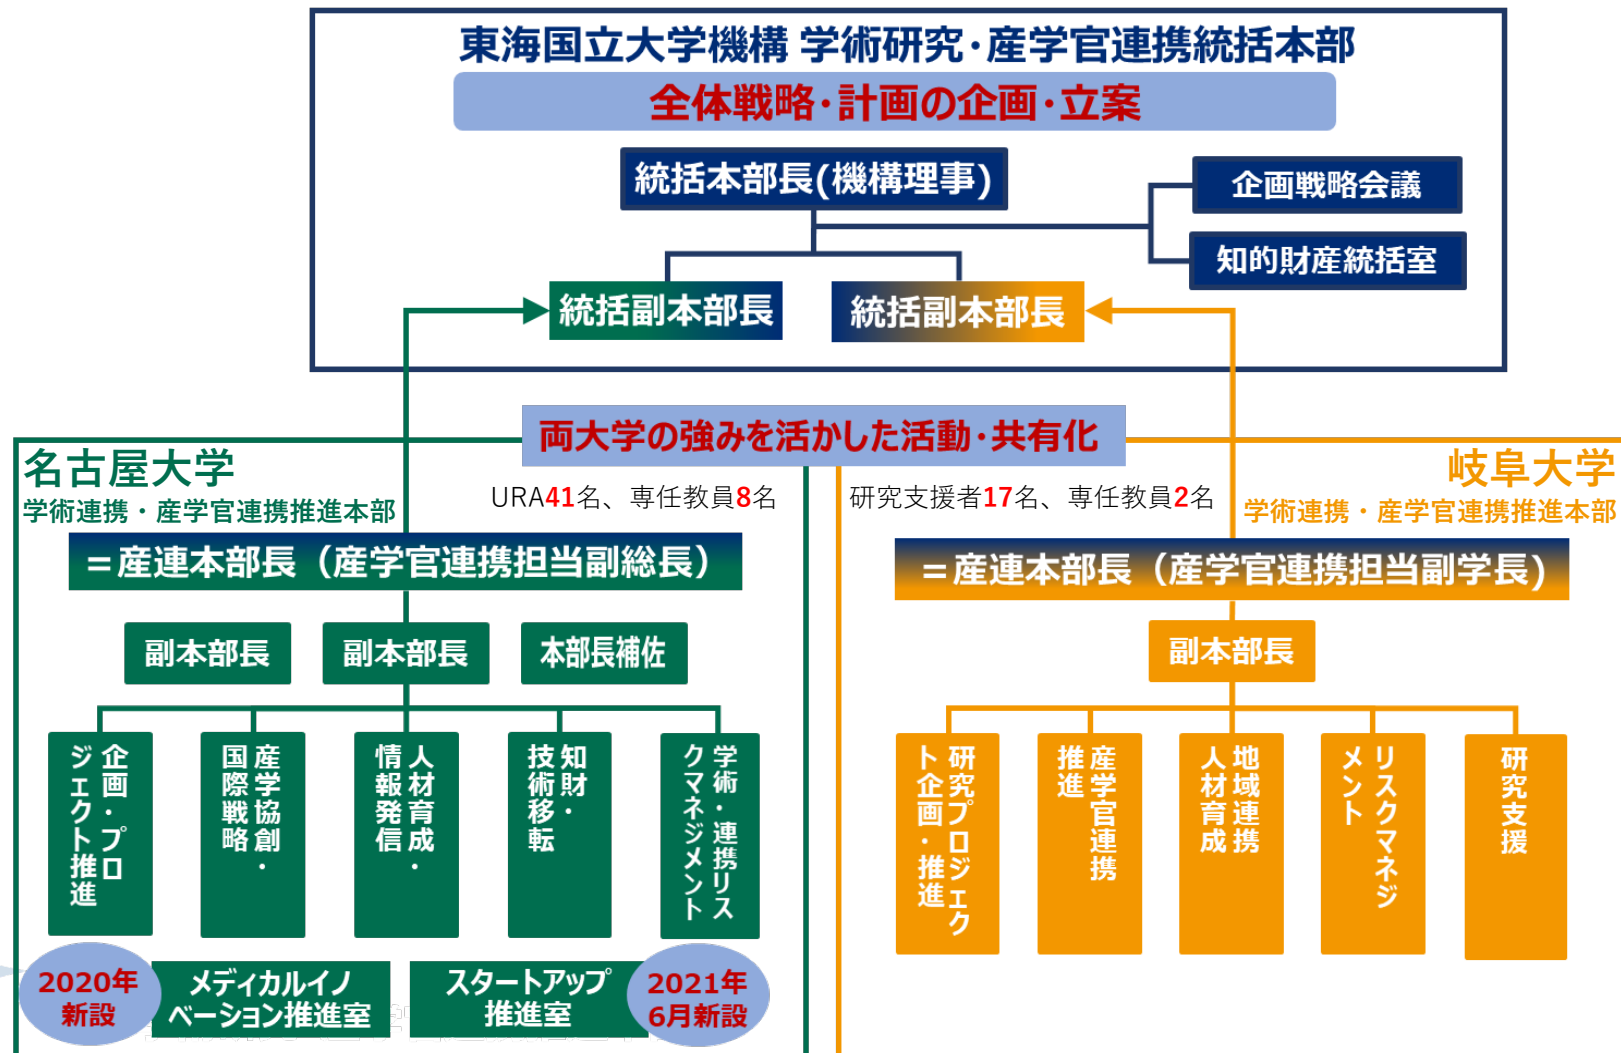 東海国立大学機構 学術研究・産学官連携統括本部
全体戦略・計画の企画・立案
統括本部長(機構理事)
企画戦略会議
知的財産統括室
統括副本部長
統括副本部長
両大学の強みを活かした活動・共有化
名古屋大学
学術連携・産学官連携推進本部
URA41名、専任教員8名
＝産連本部長（産学官連携担当副総長）
副本部長
副本部長
本部長補佐
企画・プロ
ジェクト推進
産学協創・
国際戦略
人材育成・
情報発信
知財・
技術移転
学術・連携リス
クマネジメント
2020年
新設
メディカルイノ
ベーション推進室
スタートアップ
推進室
2021年
6月新設
岐阜大学
学術連携・産学官連携推進本部
研究支援者17名、専任教員2名
＝産連本部長（産学官連携担当副学長)
副本部長
研究プロジェク
ト企画・推進
産学官連携
推進
地域連携
人材育成
リスクマネジ
メント
研究支援